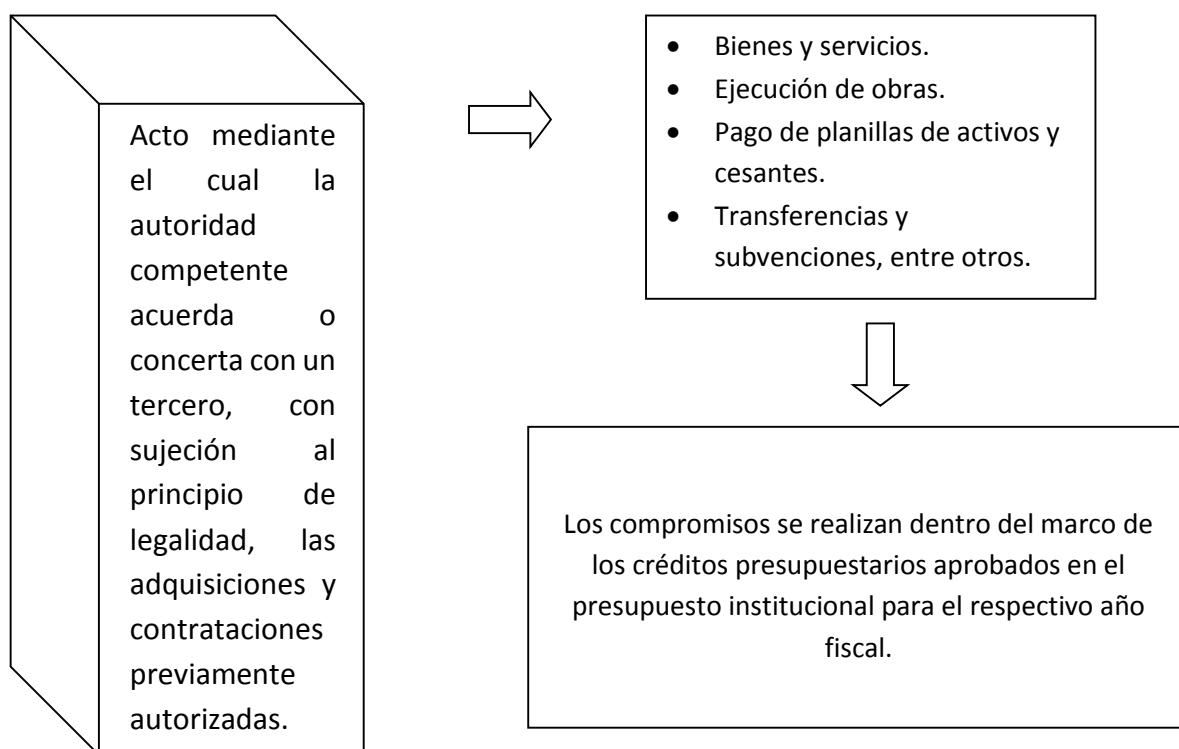 Acto mediante
el cual la
autoridad
competente
acuerda o
concerta con un
tercero, con
sujeción al
principio de
legalidad, las
adquisiciones y
contrataciones
previamente
autorizadas.
• Bienes y servicios.
• Ejecución de obras.
• Pago de planillas de activos y
cesantes.
• Transferencias y
subvenciones, entre otros.
Los compromisos se realizan dentro del marco de
los créditos presupuestarios aprobados en el
presupuesto institucional para el respectivo año
fiscal.